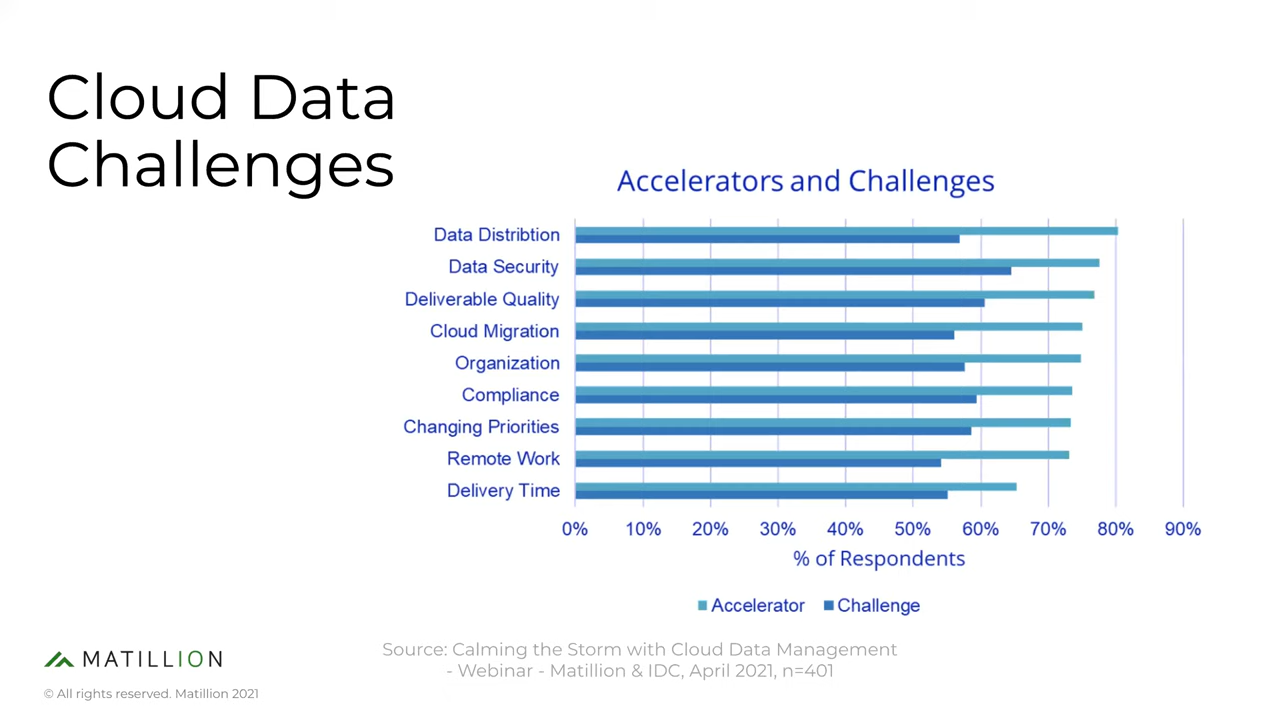 Cloud Data
Challenges
Accelerators and Challenges
Data Distribtion
Data Security
Deliverable Quality
Cloud Migration
Organization
Compliance
Changing Priorities
Remote Work
Delivery Time
0% 10% 20% 30% 40% 50% 60% 70% 80% 90%
% of Respondents
Accelerator Challenge
Source: Calming the Storm with Cloud Data Management
- Webinar - Matillion & IDC, April 2021, n=401
MATILLION
© All rights reserved. Matillion 2021